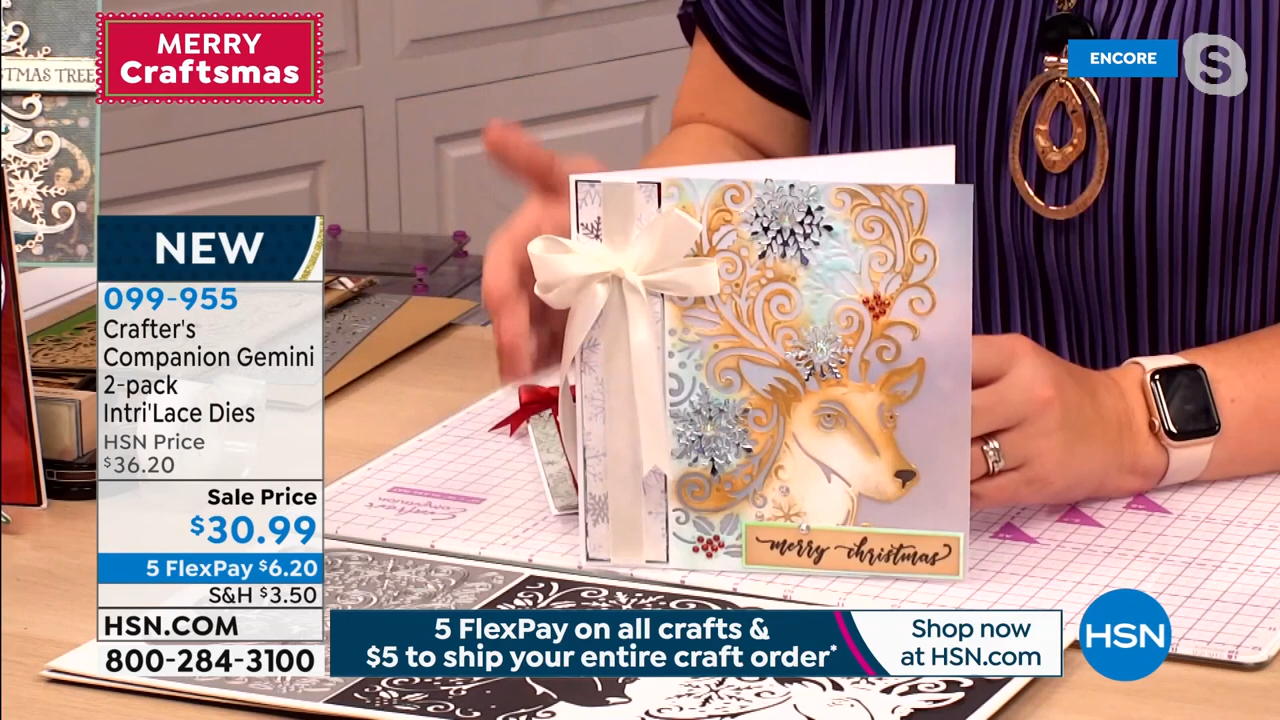 MERRY
Craftsmas
STMAS TREE
ENCORE
S
NEW
099-955
Crafter's
Companion Gemini
2-pack
Intri'Lace Dies
HSN Price
$36.20
Sale Price
$30.99
5 FlexPay $6.20
S&H $3.50
HSN.COM
800-284-3100
merry christmas
5 FlexPay on all crafts &
$5 to ship your entire craft order*
Shop now
at HSN.com
HSN